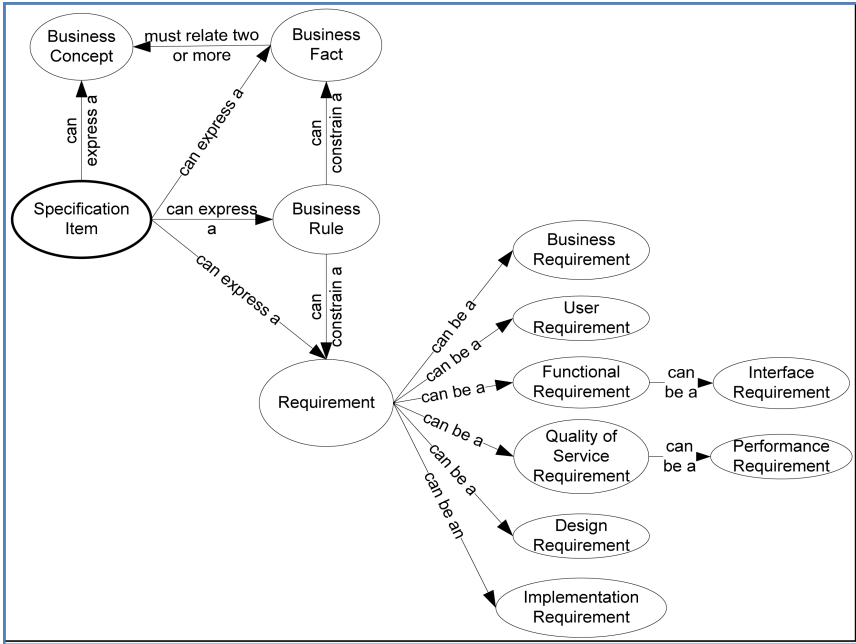 Business
Concept
must relate two
or more
Business
Fact
can
express a
can express a
can
constrain a
Specification
Item
can express
a
Business
Rule
can express a
can
constrain a
Requirement
can be a
Business
Requirement
can be a
User
Requirement
can be a
Functional
Requirement
can
be a
Interface
Requirement
can be a
Quality of
Service
Requirement
can
be a
Performance
Requirement
can be a
Design
Requirement
can be an
Implementation
Requirement